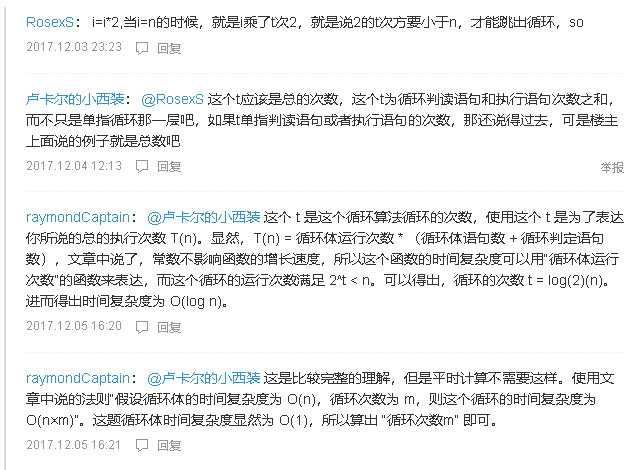 RosexS： i=i*2,当i=n的时候，就是i乘了t次2，就是说2的t次方要小于n，才能跳出循环，so
2017.12.03 23:23 回复
卢卡尔的小西装： @RosexS 这个t应该是总的次数，这个t为循环判读语句和执行语句次数之和，
而不只是单指循环那一层吧，如果t单指判读语句或者执行语句的次数，那还说得过去，可是楼主
上面说的例子就是总数吧
2017.12.04 12:13 回复 举报
raymondCaptain： @卢卡尔的小西装 这个 t 是这个循环算法循环的次数，使用这个 t 是为了表达
你所说的总的执行次数 T(n)。显然，T(n) = 循环体运行次数 * （循环体语句数 + 循环判定语句
数），文章中说了，常数不影响函数的增长速度，所以这个函数的时间复杂度可以用“循环体运行
次数”的函数来表达，而这个循环的运行次数满足 2^t < n。可以得出，循环的次数 t = log(2)(n)。
进而得出时间复杂度为 O(log n)。
2017.12.05 16:20 回复
raymondCaptain： @卢卡尔的小西装 这是比较完整的理解，但是平时计算不需要这样。使用文
章中说的法则“假设循环体的时间复杂度为 O(n)，循环次数为 m，则这个循环的时间复杂度为
O(n×m)”。这题循环体时间复杂度显然为 O(1)，所以算出 “循环次数m” 即可。
2017.12.05 16:21 回复